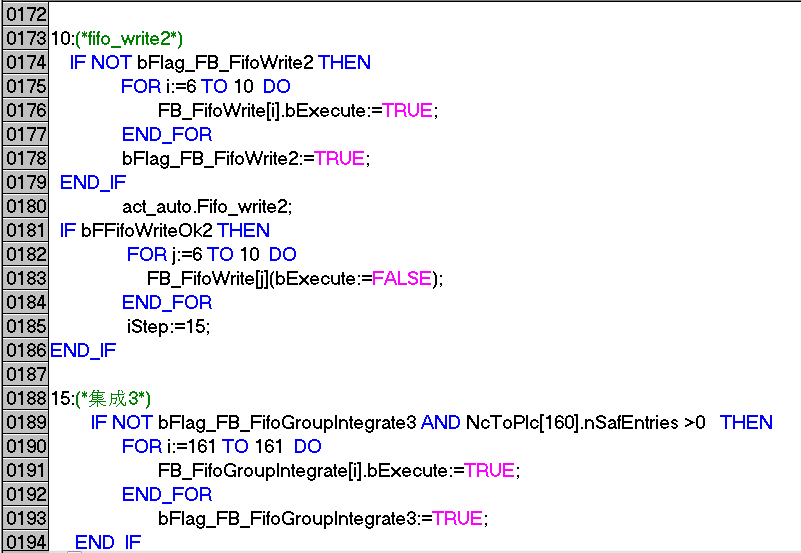 0172
0173 10:(*fifo_write2*)
0174 IF NOT bFlag_FB_FifoWrite2 THEN
0175 FOR i:=6 TO 10 DO
0176 FB_FifoWrite[i].bExecute:=TRUE;
0177 END_FOR
0178 bFlag_FB_FifoWrite2:=TRUE;
0179 END_IF
0180 act_auto.Fifo_write2;
0181 IF bFFifoWriteOk2 THEN
0182 FOR j:=6 TO 10 DO
0183 FB_FifoWrite[j](bExecute:=FALSE);
0184 END_FOR
0185 iStep:=15;
0186 END_IF
0187
0188 15:(*集成3*)
0189 IF NOT bFlag_FB_FifoGroupIntegrate3 AND NcToPlc[160].nSafEntries >0 THEN
0190 FOR i:=161 TO 161 DO
0191 FB_FifoGroupIntegrate[i].bExecute:=TRUE;
0192 END_FOR
0193 bFlag_FB_FifoGroupIntegrate3:=TRUE;
0194 END_IF